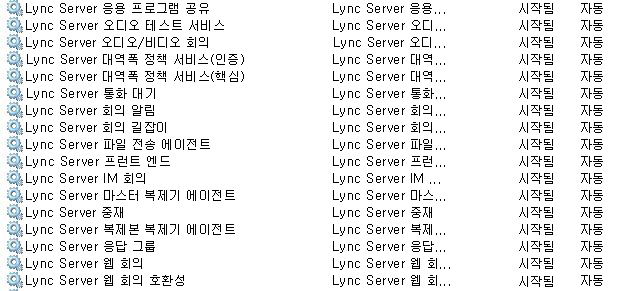 Lync Server 응용 프로그램 공유 Lync Server 응용... 시작됨 자동
Lync Server 오디오 테스트 서비스 Lync Server 오디... 시작됨 자동
Lync Server 오디오/비디오 회의 Lync Server 오디... 시작됨 자동
Lync Server 대역폭 정책 서비스(인증) Lync Server 대역... 시작됨 자동
Lync Server 대역폭 정책 서비스(핵심) Lync Server 대역... 시작됨 자동
Lync Server 통화 대기 Lync Server 통화... 시작됨 자동
Lync Server 회의 알림 Lync Server 회의... 시작됨 자동
Lync Server 회의 길잡이 Lync Server 회의... 시작됨 자동
Lync Server 파일 전송 에이전트 Lync Server 파일... 시작됨 자동
Lync Server 프런트 엔드 Lync Server 프런... 시작됨 자동
Lync Server IM 회의 Lync Server IM ... 시작됨 자동
Lync Server 마스터 복제기 에이전트 Lync Server 마스... 시작됨 자동
Lync Server 중재 Lync Server 중재 시작됨 자동
Lync Server 복제본 복제기 에이전트 Lync Server 복제... 시작됨 자동
Lync Server 응답 그룹 Lync Server 응답... 시작됨 자동
Lync Server 웹 회의 Lync Server 웹 회... 시작됨 자동
Lync Server 웹 회의 호환성 Lync Server 웹 회... 시작됨 자동